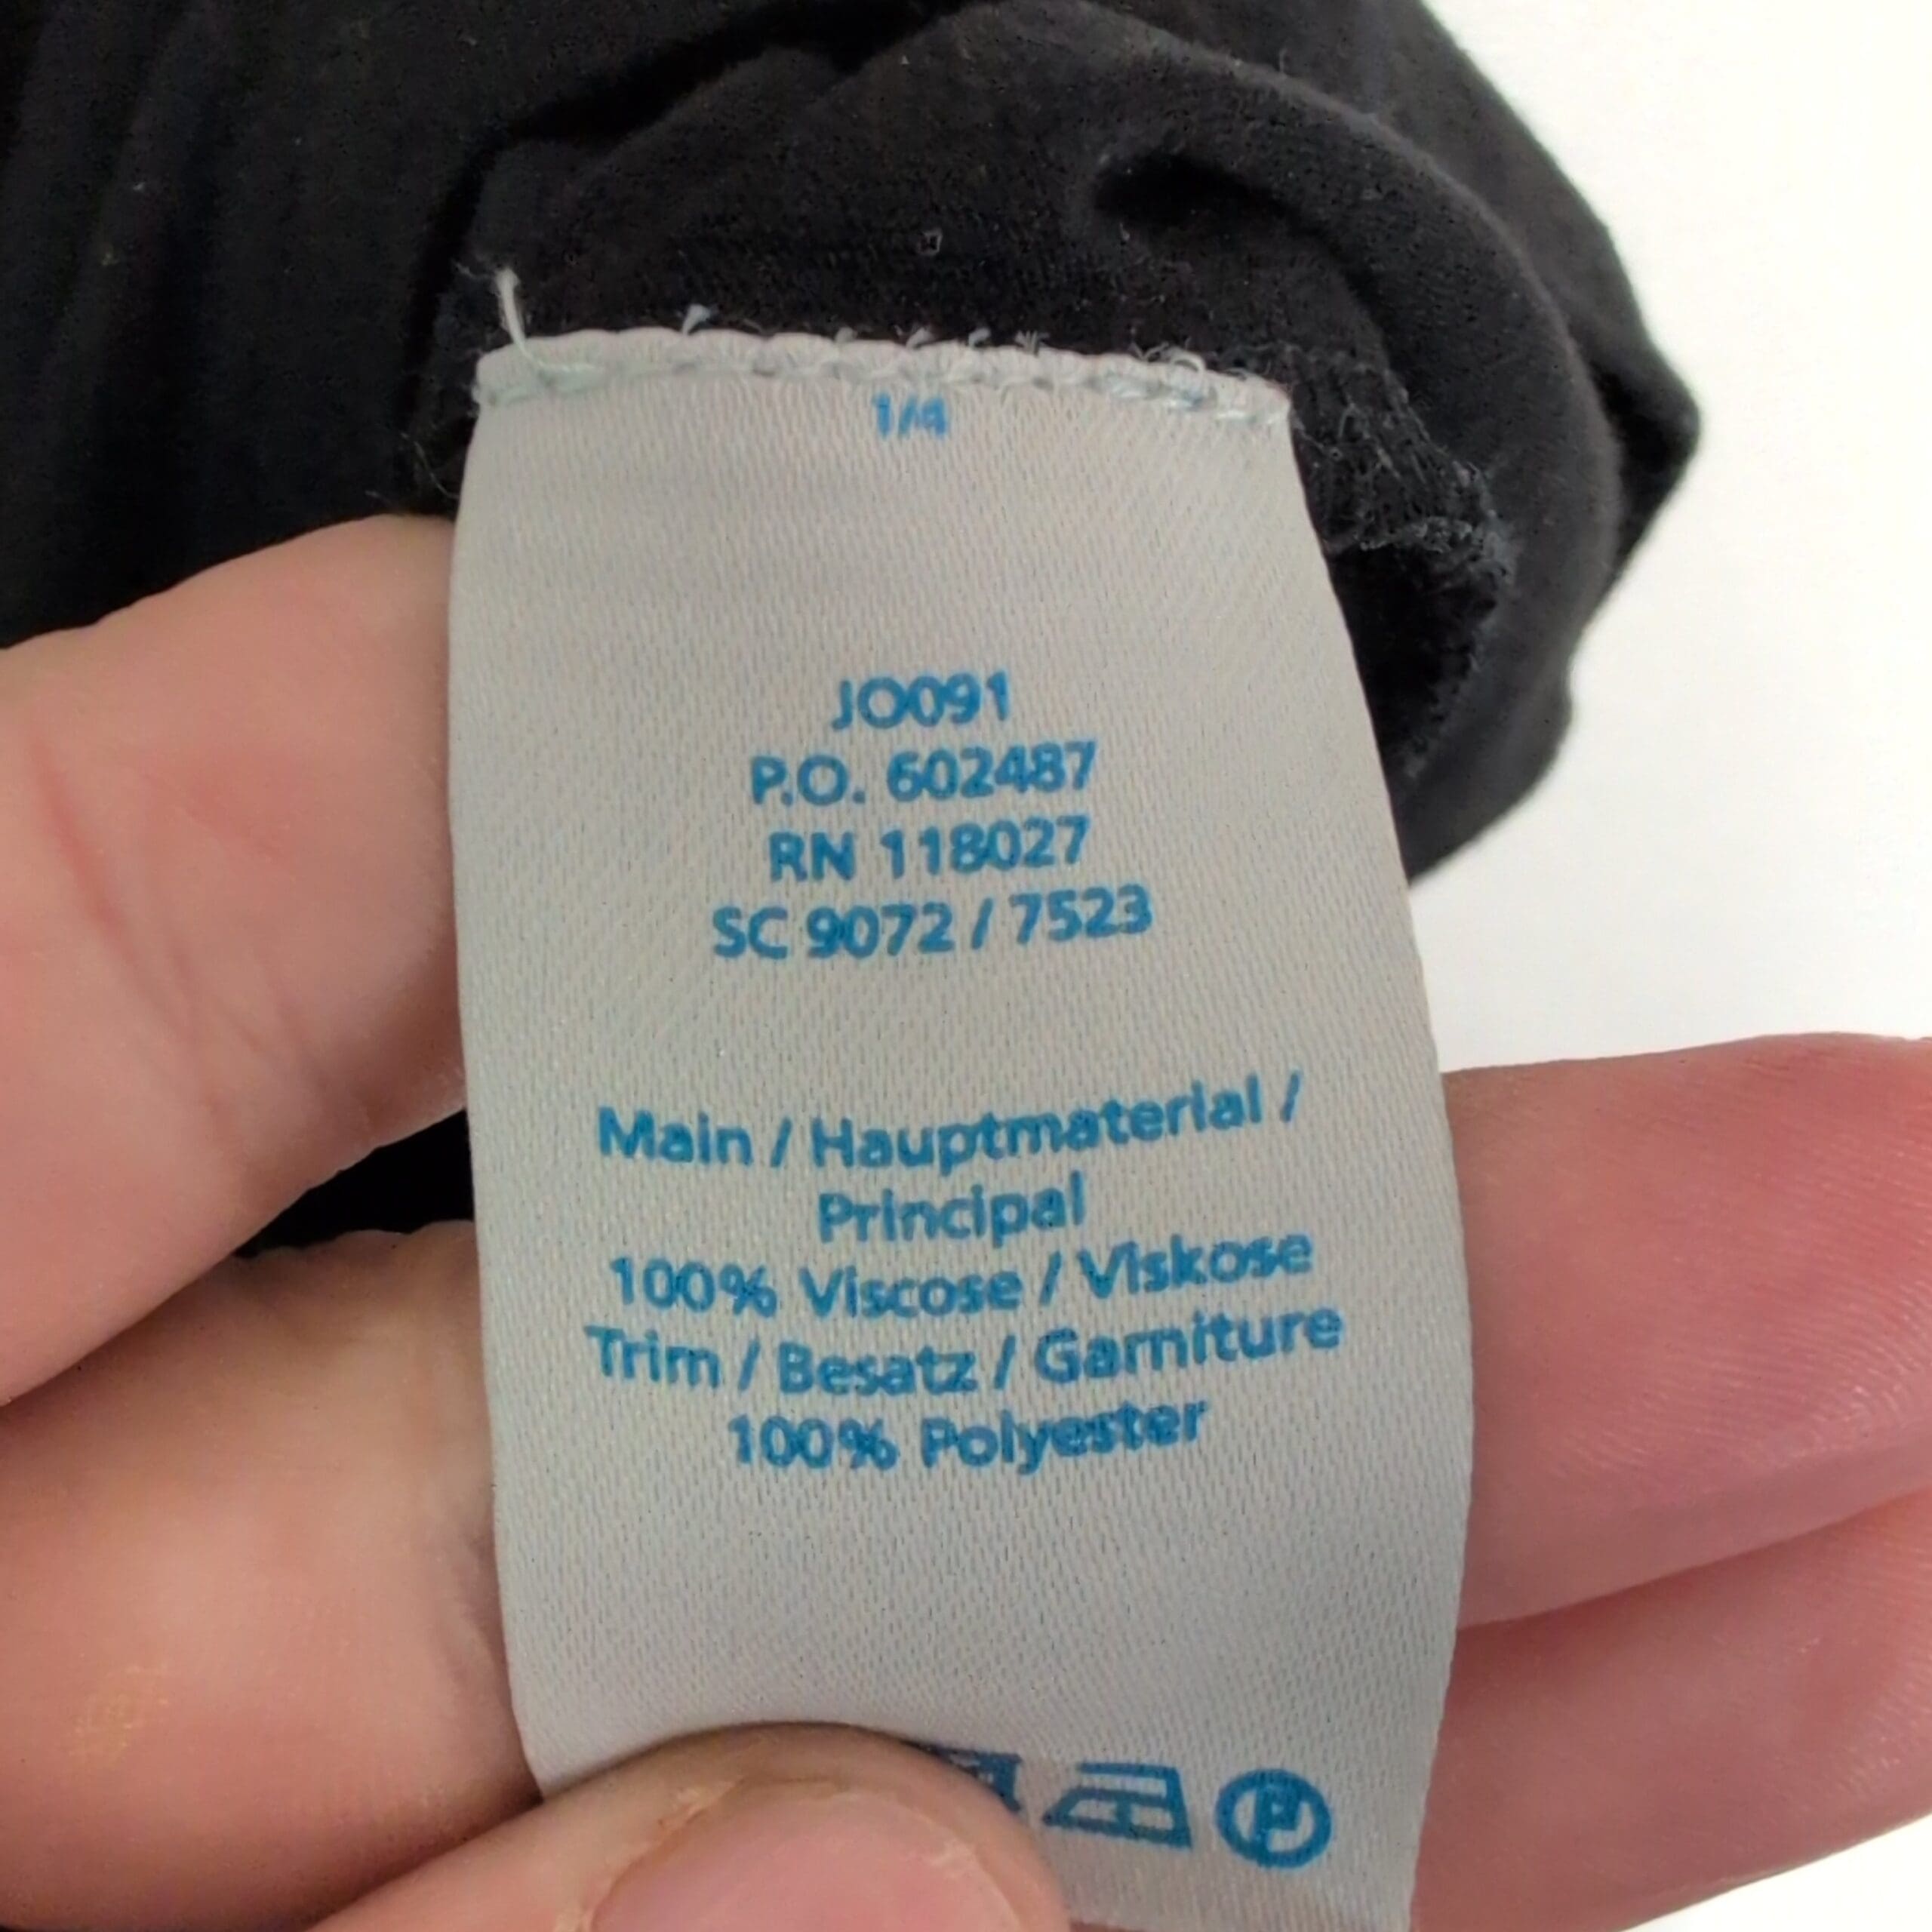 1/4
JO091
P.O. 602487
RN 118027
SC 9072 / 7523
Main / Hauptmaterial /
Principal
100% Viscose / Viskose
Trim / Besatz / Garniture
100% Polyester
P